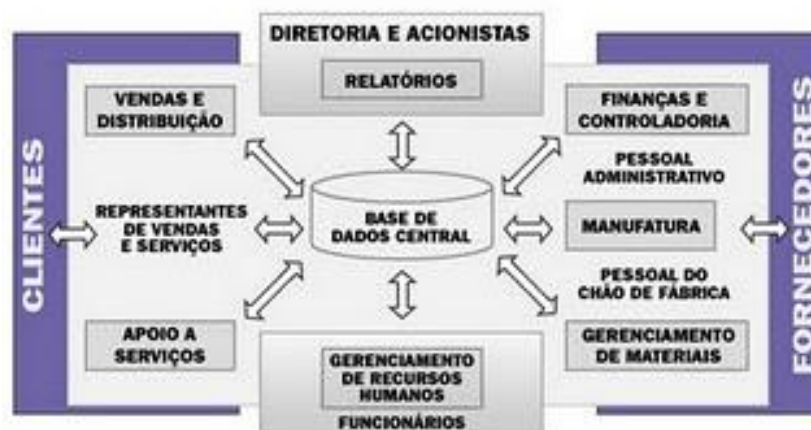 DIRETORIA E ACIONISTAS
RELATÓRIOS
CLIENTES
VENDAS E
DISTRIBUIÇÃO
REPRESENTANTES
DE VENDAS
E SERVIÇOS
APOIO A
SERVIÇOS
BASE DE
DADOS CENTRAL
GERENCIAMENTO
DE RECURSOS
HUMANOS
FUNCIONÁRIOS
FINANÇAS E
CONTROLADORIA
PESSOAL
ADMINISTRATIVO
MANUFATURA
PESSOAL DO
CHÃO DE FÁBRICA
GERENCIAMENTO
DE MATERIAIS
FORNECEDORES